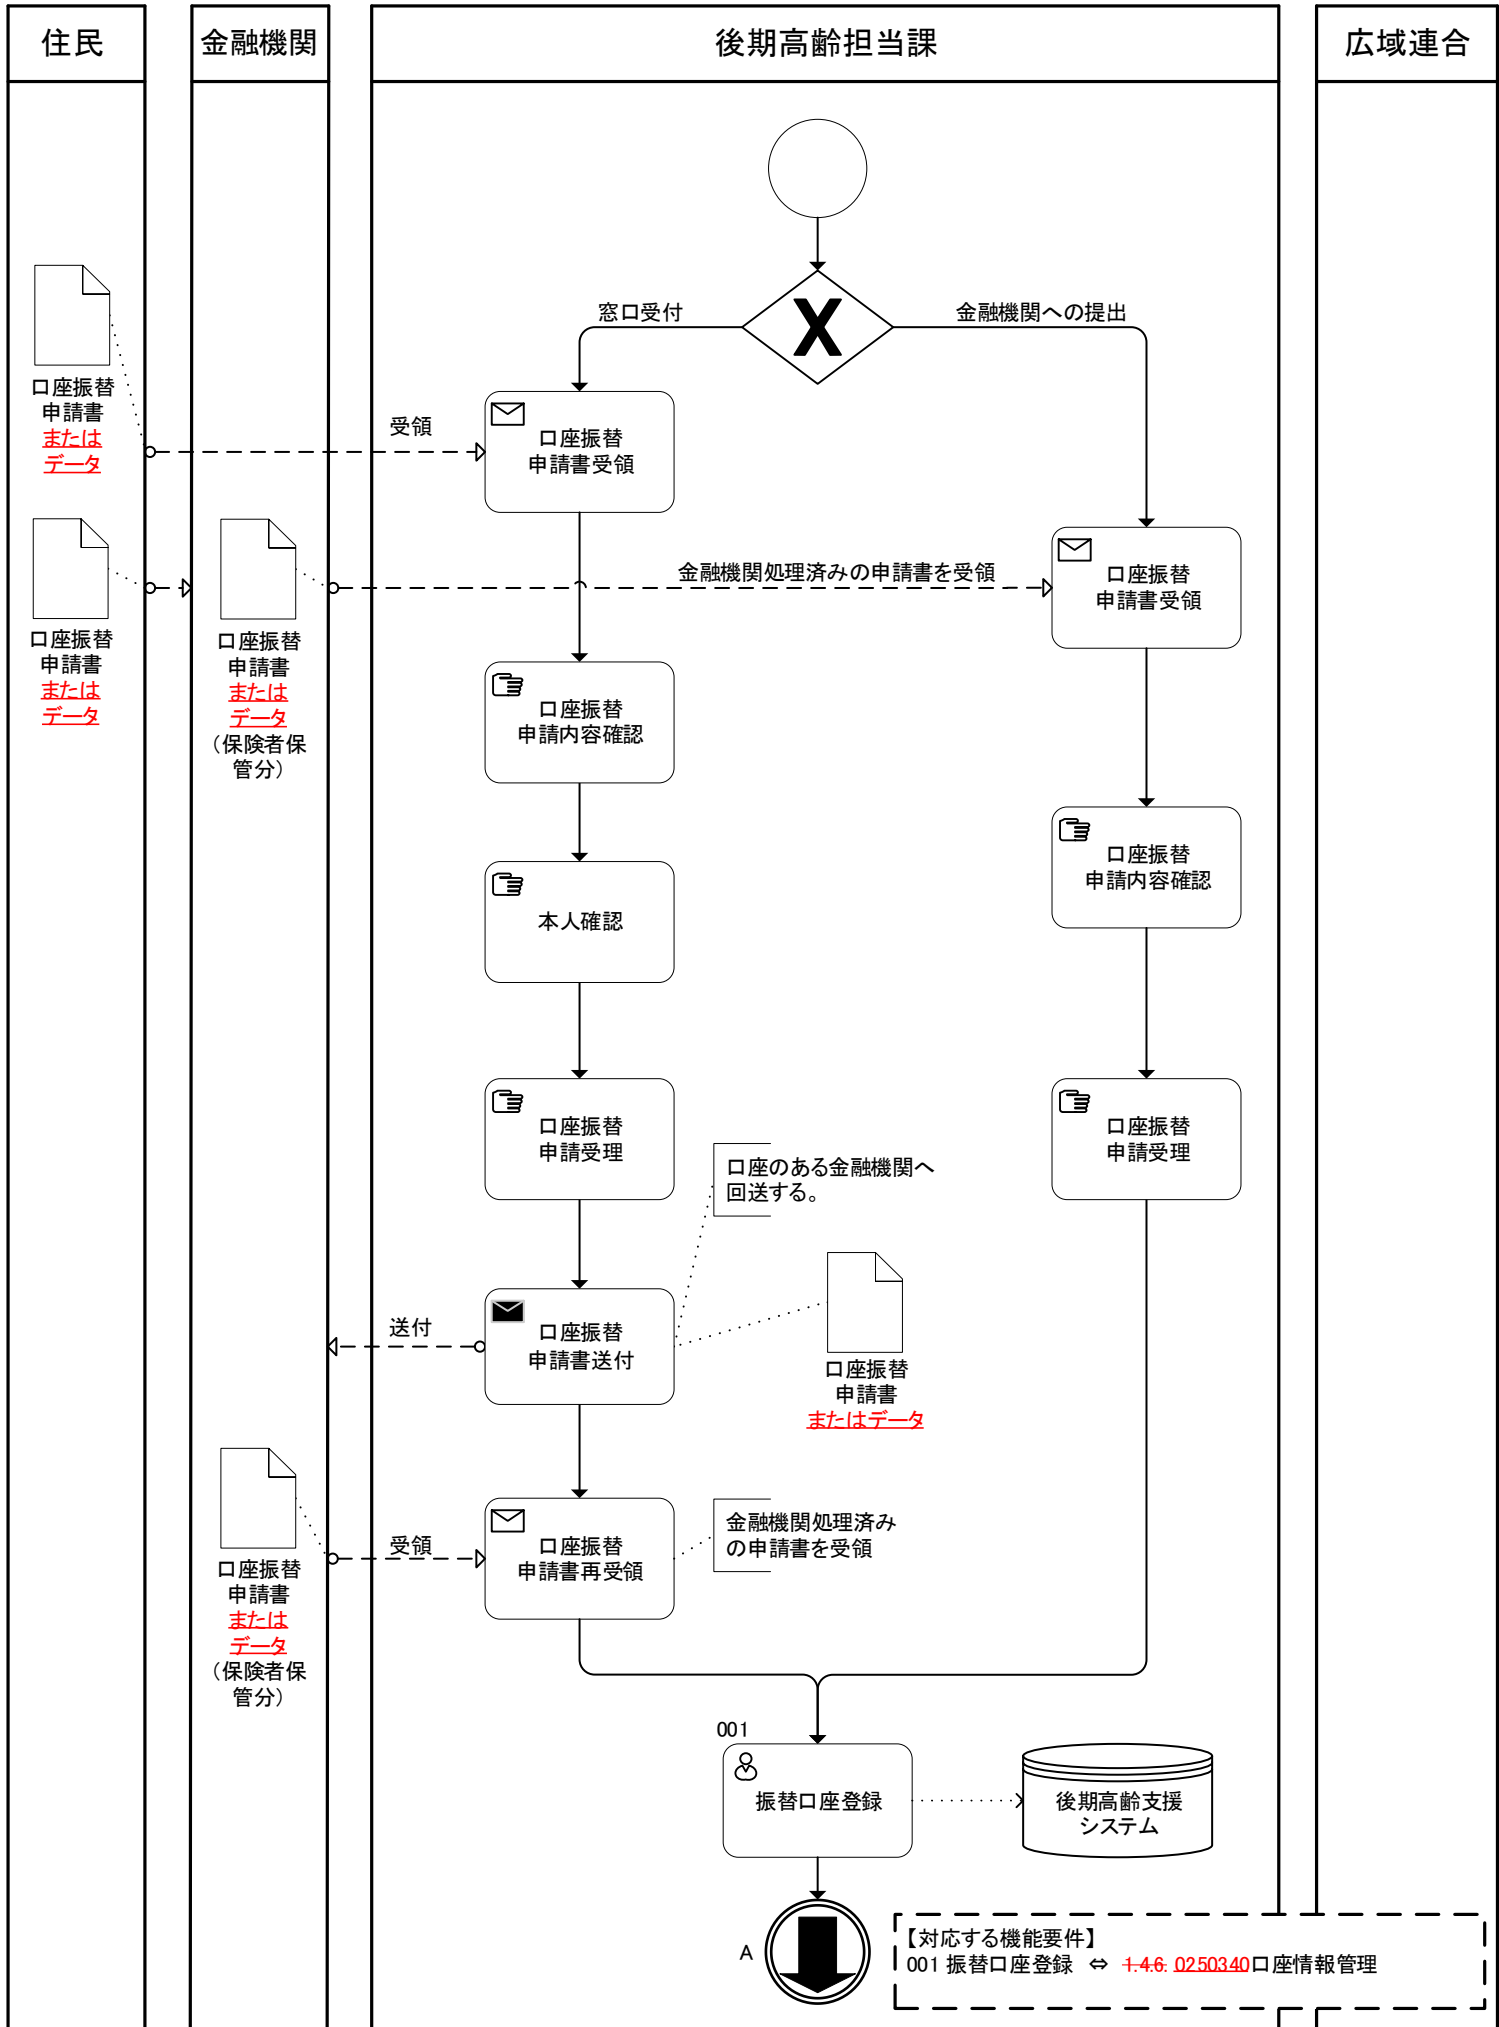 住民
金融機関
後期高齢担当課
広域連合
窓口受付
金融機関への提出
口座振替
申請書
または
データ
受領
口座振替
申請書受領
口座振替
申請書
または
データ
口座振替
申請書
または
データ
（保険者保
管分）
金融機関処理済みの申請書を受領
口座振替
申請書受領
口座振替
申請内容確認
口座振替
申請内容確認
本人確認
口座振替
申請受理
口座振替
申請受理
口座のある金融機関へ
回送する。
送付
口座振替
申請書送付
口座振替
申請書
またはデータ
口座振替
申請書
または
データ
（保険者保
管分）
受領
口座振替
申請書再受領
金融機関処理済み
の申請書を受領
001
振替口座登録
後期高齢支援
システム
A
【対応する機能要件】
001 振替口座登録 ⇔ 1.4.6. 0250340口座情報管理